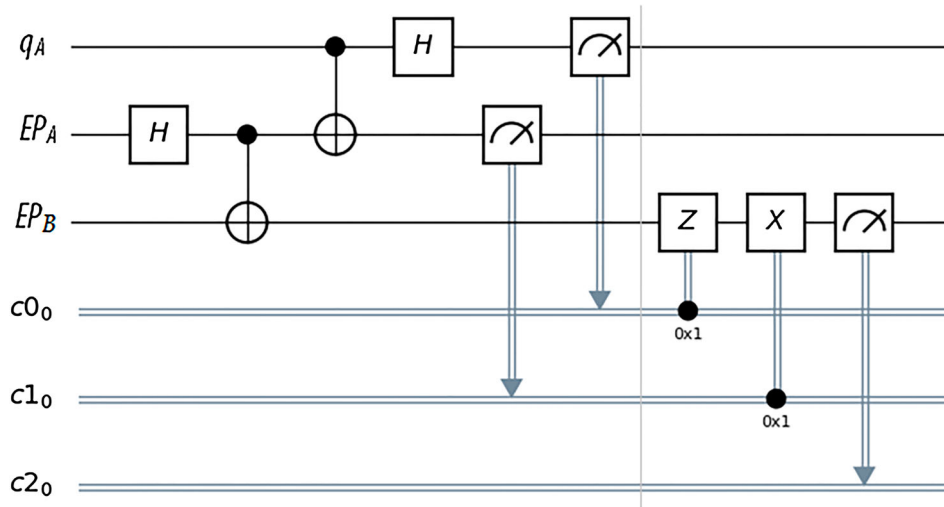 qA H
EPA H
EPB Z X
c0₀ 0x1
c1₀ 0x1
c2₀